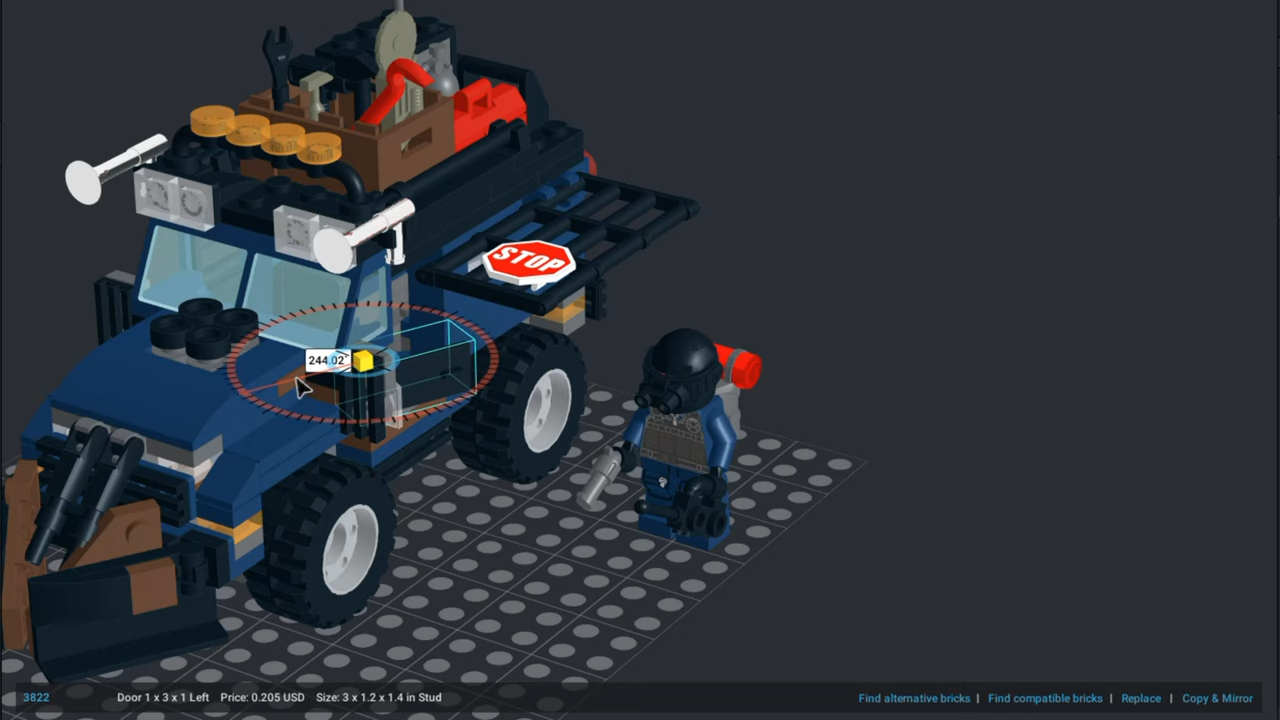 STOP
244.02°
3822 Door 1 x 3 x 1 Left Price: 0.205 USD Size: 3 x 1.2 x 1.4 in Stud Find alternative bricks | Find compatible bricks | Replace | Copy & Mirror